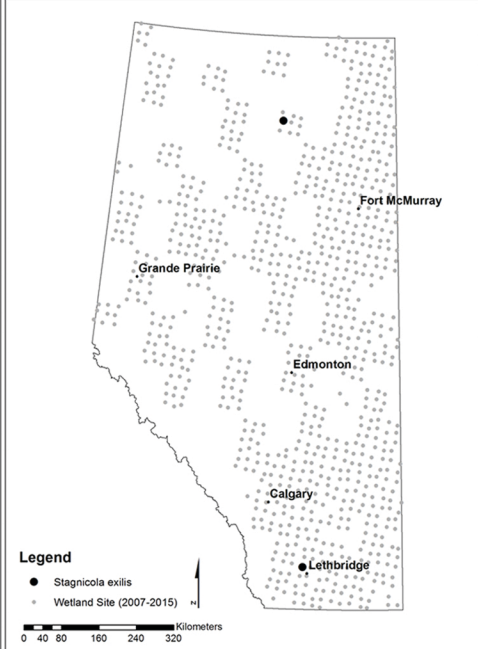 Fort McMurray
Grande Prairie
Edmonton
Calgary
Lethbridge
Legend
Stagnicola exilis
Wetland Site (2007-2015)
N
0 40 80 160 240 320 Kilometers